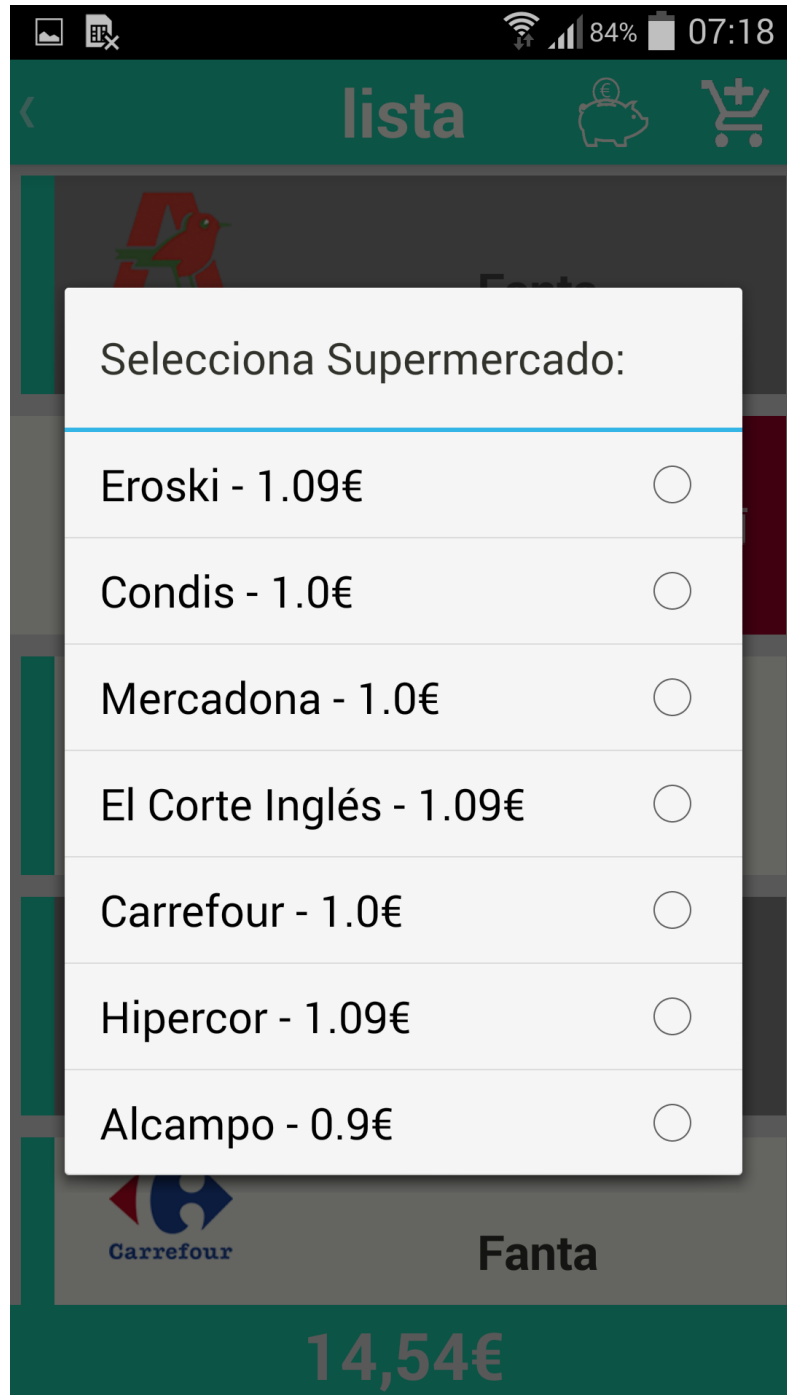 84% 07:18
lista
Fanta
Selecciona Supermercado:
Eroski - 1.09€
Condis - 1.0€
Mercadona - 1.0€
El Corte Inglés - 1.09€
Carrefour - 1.0€
Hipercor - 1.09€
Alcampo - 0.9€
Carrefour
Fanta
14,54€